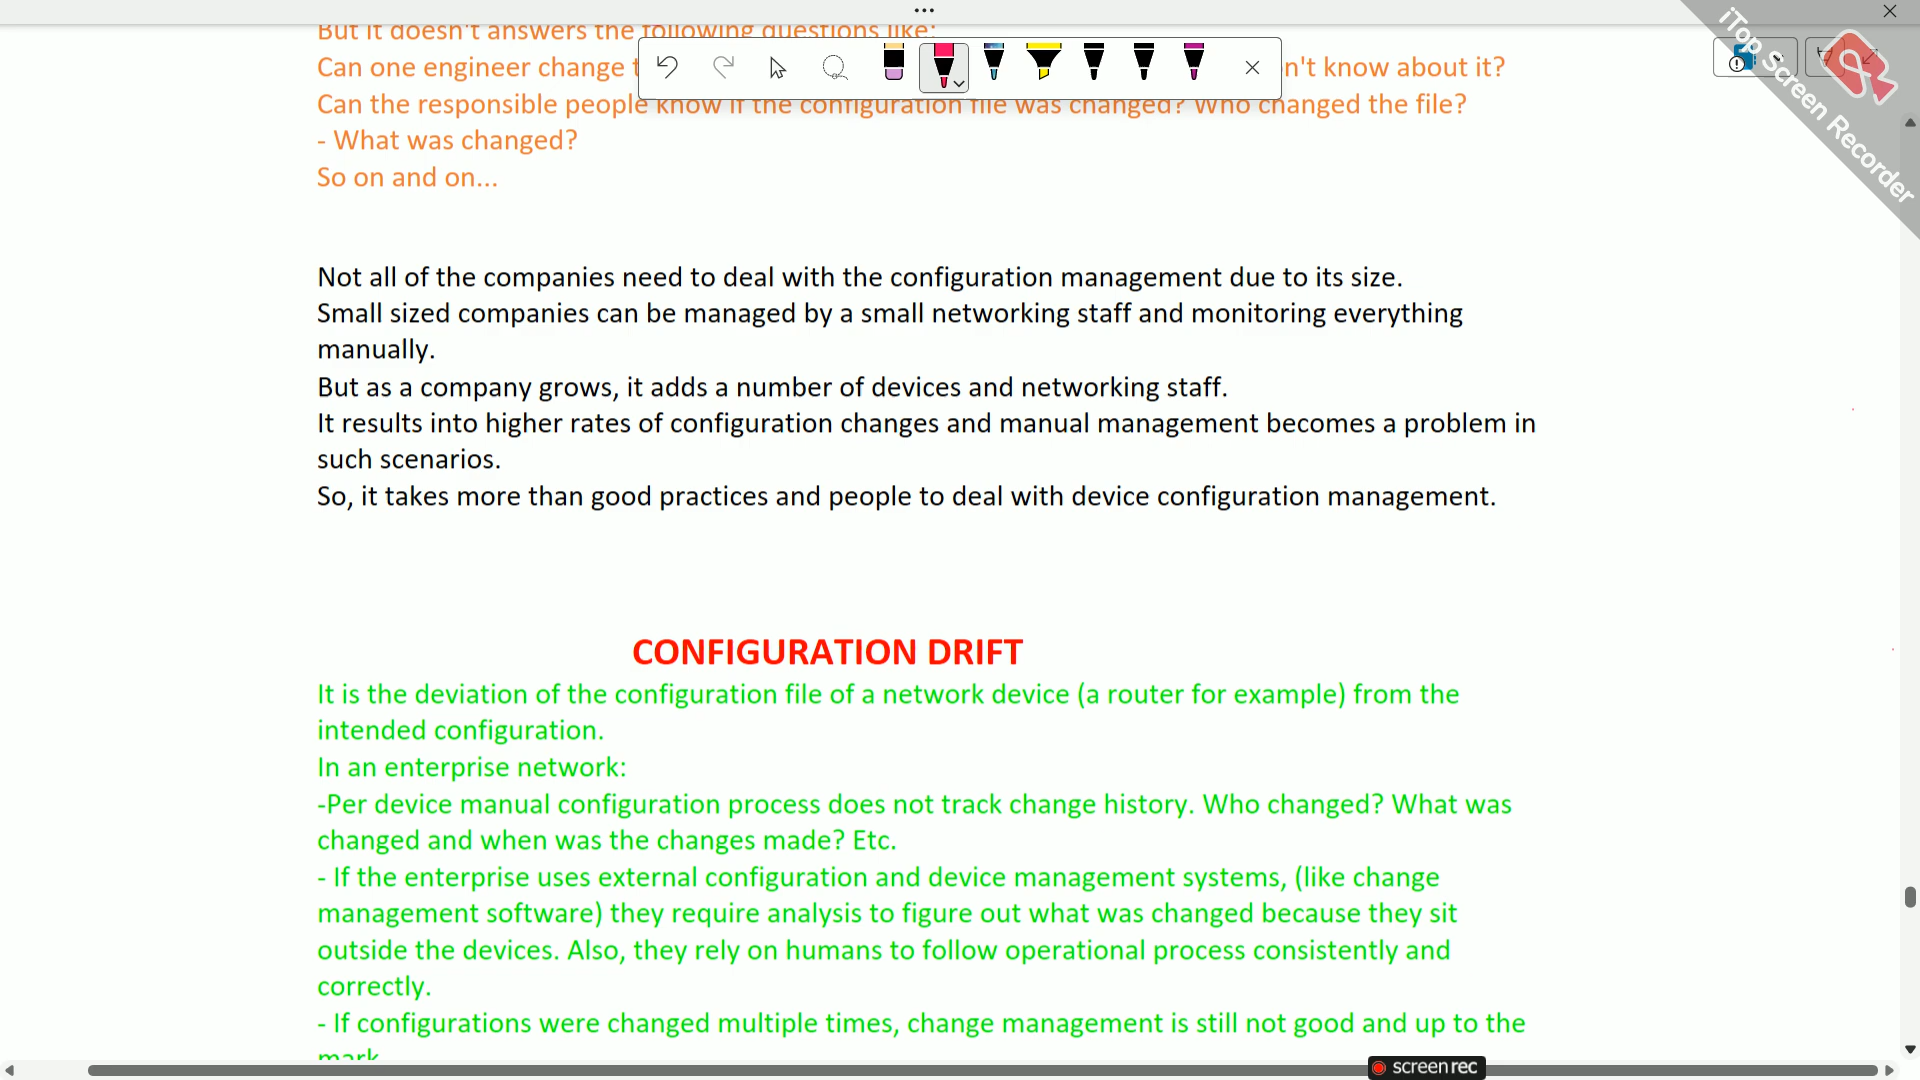 But it doesn't answers the following questions like:
Can one engineer change n't know about it?
Can the responsible people know if the configuration file was changed? Who changed the file?
- What was changed?
So on and on...
Not all of the companies need to deal with the configuration management due to its size.
Small sized companies can be managed by a small networking staff and monitoring everything
manually.
But as a company grows, it adds a number of devices and networking staff.
It results into higher rates of configuration changes and manual management becomes a problem in
such scenarios.
So, it takes more than good practices and people to deal with device configuration management.
CONFIGURATION DRIFT
It is the deviation of the configuration file of a network device (a router for example) from the
intended configuration.
In an enterprise network:
-Per device manual configuration process does not track change history. Who changed? What was
changed and when was the changes made? Etc.
- If the enterprise uses external configuration and device management systems, (like change
management software) they require analysis to figure out what was changed because they sit
outside the devices. Also, they rely on humans to follow operational process consistently and
correctly.
- If configurations were changed multiple times, change management is still not good and up to the
mark
iTop Screen Recorder
screenrec